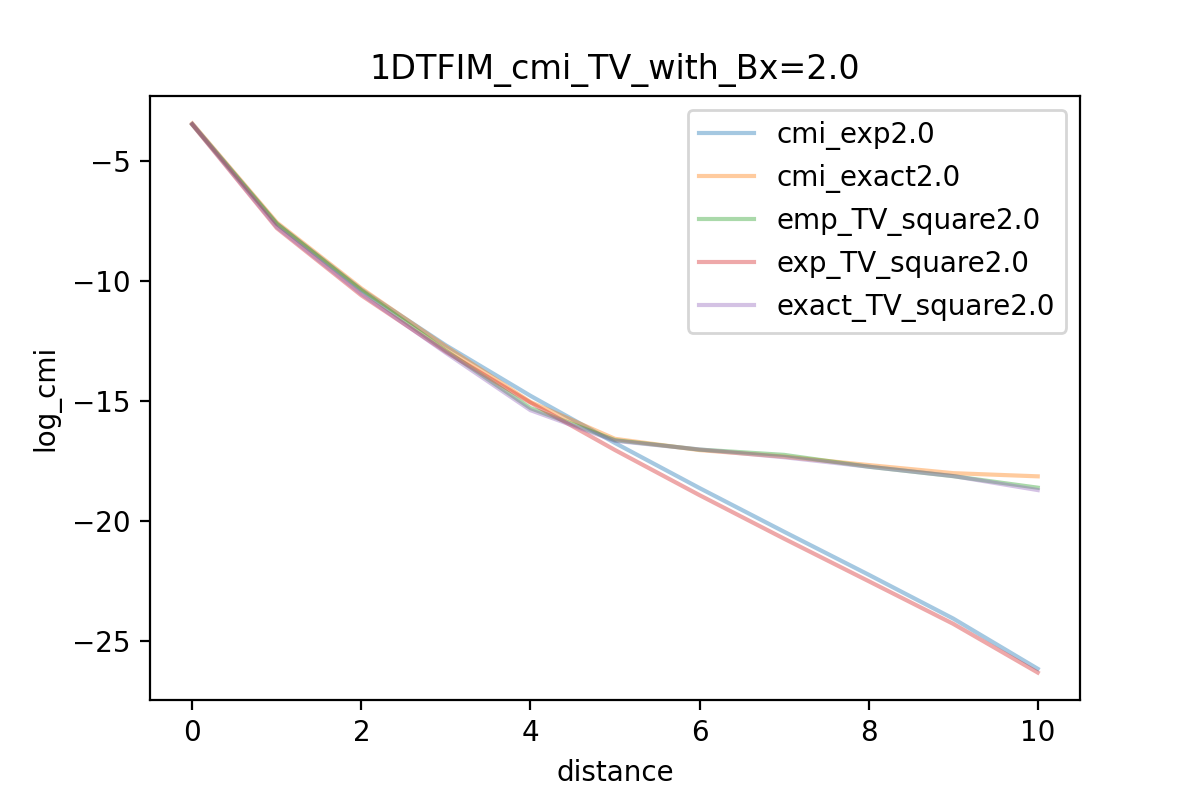 1DTFIM_cmi_TV_with_Bx=2.0
cmi_exp2.0
cmi_exact2.0
emp_TV_square2.0
exp_TV_square2.0
exact_TV_square2.0
log_cmi
−5
−10
−15
−20
−25
0 2 4 6 8 10
distance